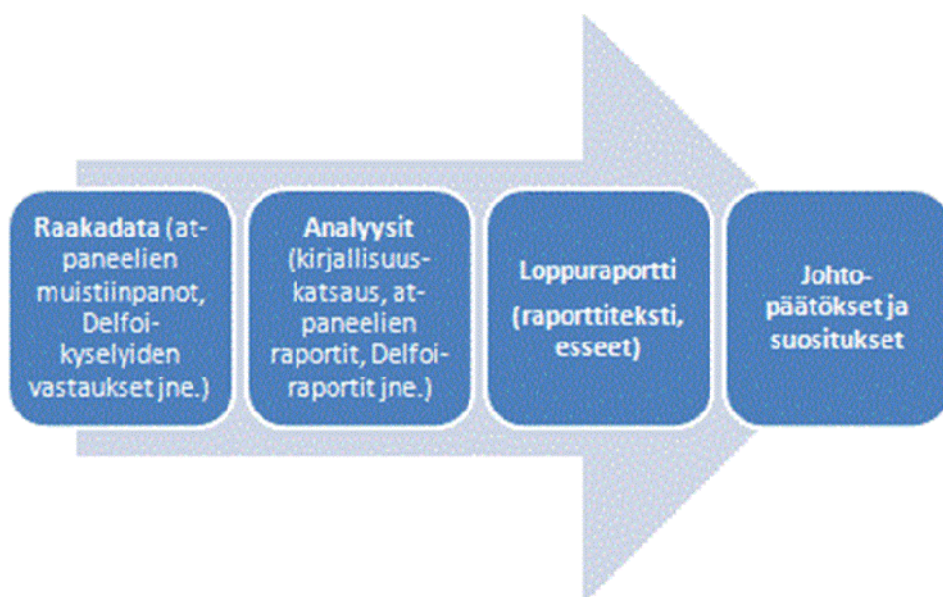 Raakadata (at-
paneelien
muistiinpanot,
Delfoi-
kyselyiden
vastaukset jne.)
Analyysit
(kirjallisuus-
katsaus, at-
paneelien
raportit, Delfoi-
raportit jne.)
Loppuraportti
(raporttiteksti,
esseet)
Johto-
päätökset ja
suositukset